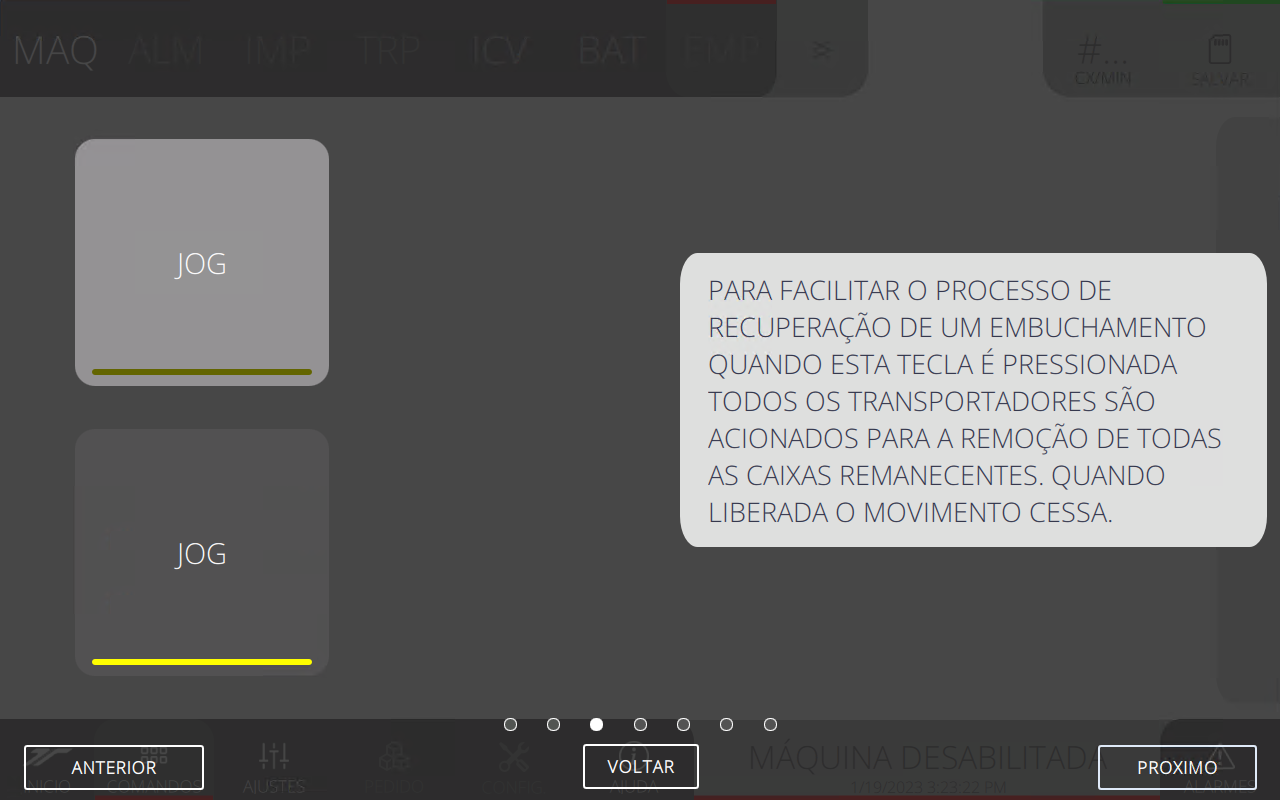 MAQ ALM IMP TRP ICV BAT EMP
#...
CX/MIN SALVAR
JOG
PARA FACILITAR O PROCESSO DE
RECUPERAÇÃO DE UM EMBUCHAMENTO
QUANDO ESTA TECLA É PRESSIONADA
TODOS OS TRANSPORTADORES SÃO
ACIONADOS PARA A REMOÇÃO DE TODAS
AS CAIXAS REMANECENTES. QUANDO
LIBERADA O MOVIMENTO CESSA.
JOG
MÁQUINA DESABILITADA
ANTERIOR VOLTAR PROXIMO
INICIO COMANDOS AJUSTES PEDIDO CONFIG AJUDA 1/19/2023 3:23:22 PM ALARMES